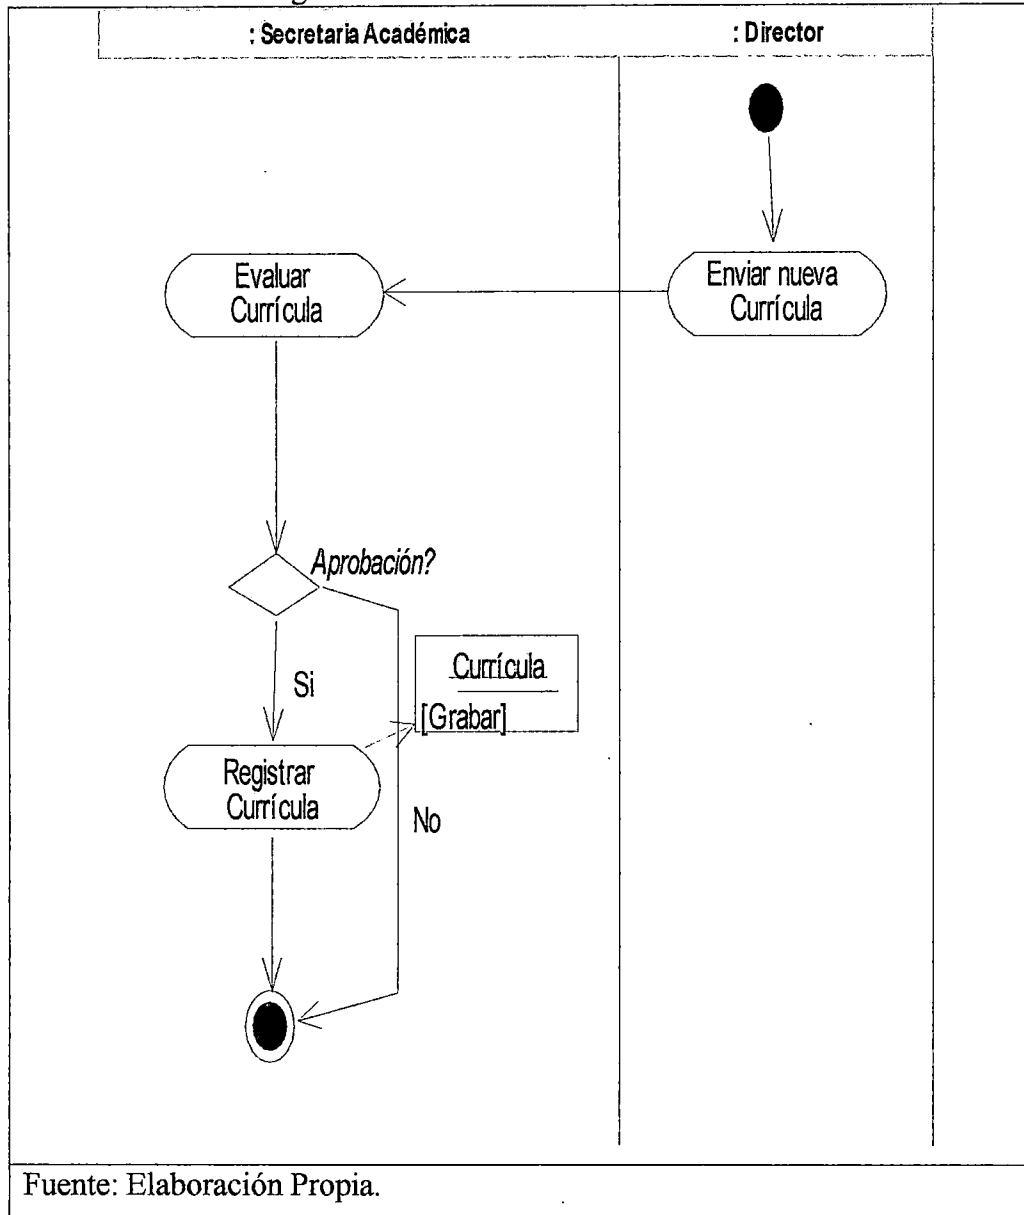 : Secretaria Académica
: Director
Evaluar
Currícula
Enviar nueva
Currícula
Aprobación?
Currícula
[Grabar]
Si
Registrar
Currícula
No
Fuente: Elaboración Propia.